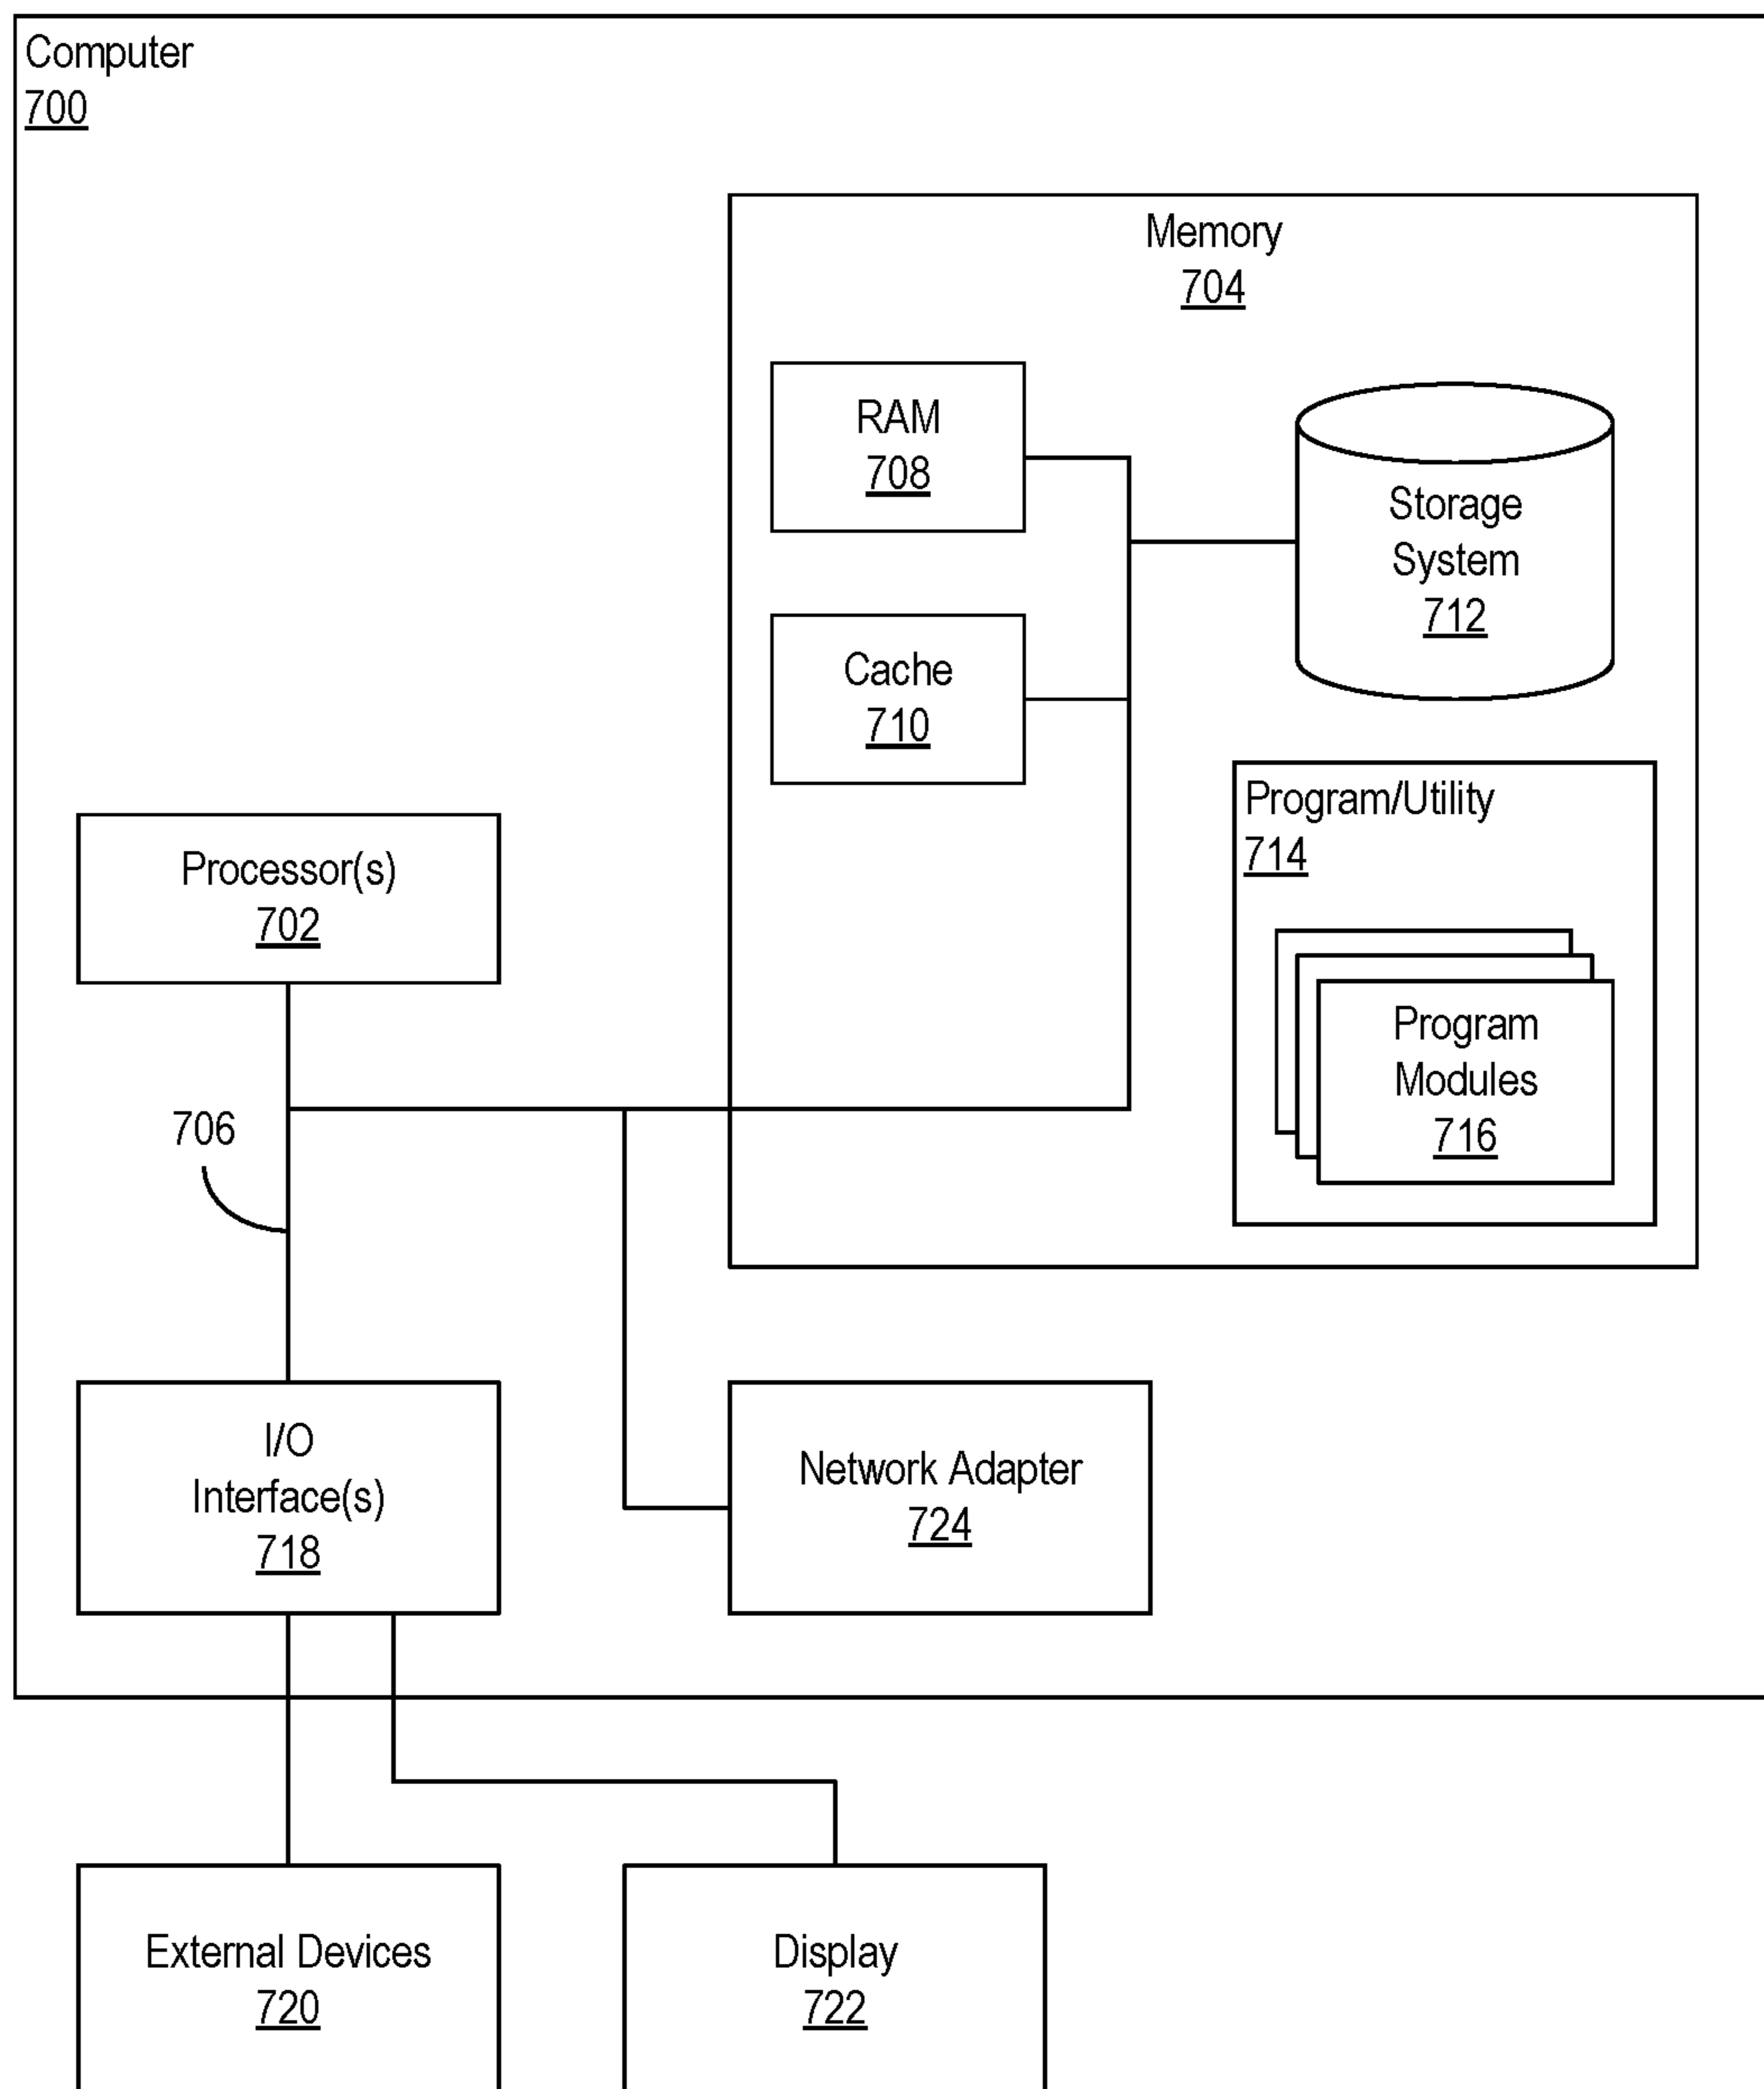 Computer
700
Memory
704
RAM
708
Storage
System
712
Cache
710
Program/Utility
714
Processor(s)
702
Program
Modules
716
706
I/O
Interface(s)
718
Network Adapter
724
External Devices
720
Display
722